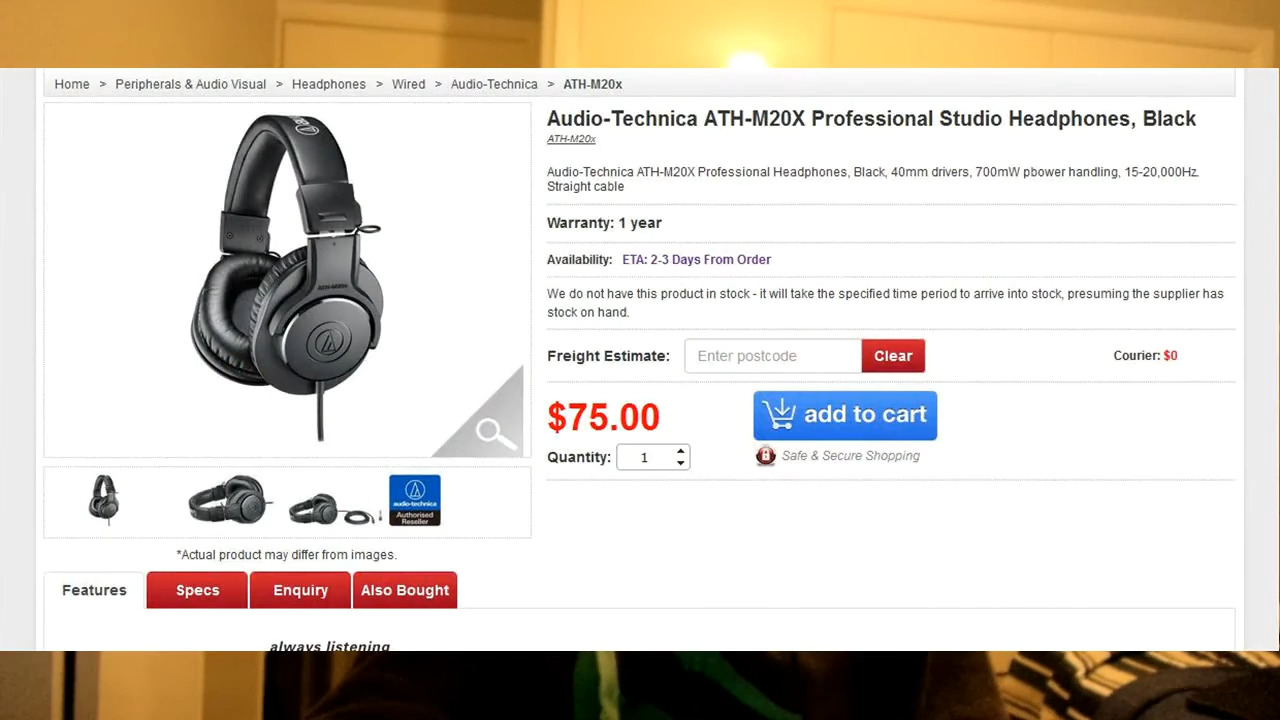 Home > Peripherals & Audio Visual > Headphones > Wired > Audio-Technica > ATH-M20x
Audio-Technica ATH-M20X Professional Studio Headphones, Black
ATH-M20x
Audio-Technica ATH-M20X Professional Headphones, Black, 40mm drivers, 700mW pbower handling, 15-20,000Hz.
Straight cable
Warranty: 1 year
Availability: ETA: 2-3 Days From Order
We do not have this product in stock - it will take the specified time period to arrive into stock, presuming the supplier has
stock on hand.
Freight Estimate: Enter postcode Clear Courier: $0
$75.00 add to cart
Quantity: 1 Safe & Secure Shopping
audio-technica
Authorised
Reseller
*Actual product may differ from images.
Features Specs Enquiry Also Bought
always listening